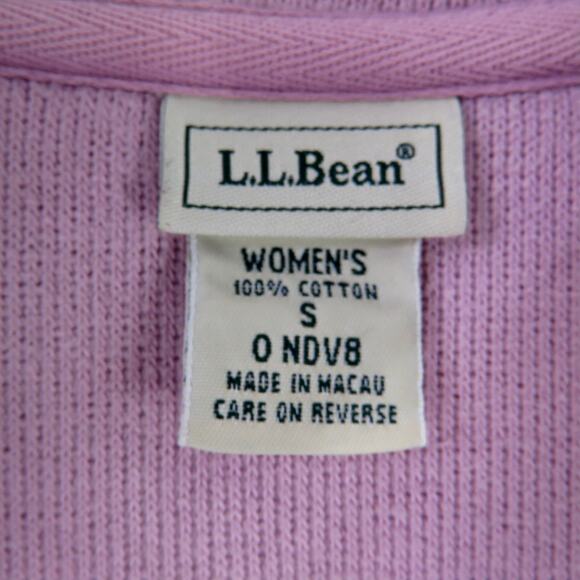 L.L.Bean®
WOMEN'S
100% COTTON
S
0 NDV8
MADE IN MACAU
CARE ON REVERSE